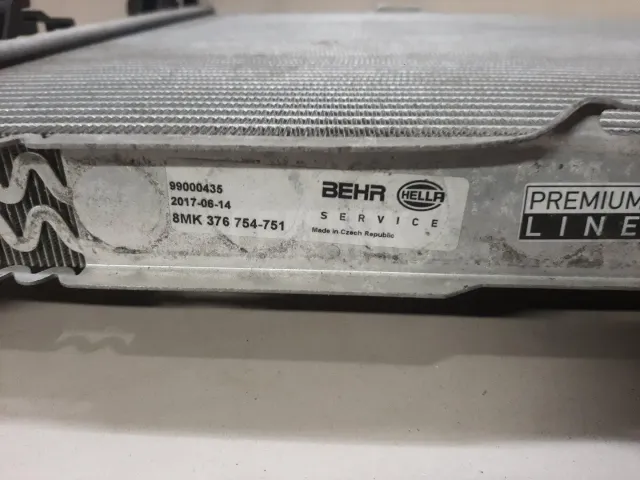 99000435
2017-06-14
8MK 376 754-751
BEHR HELLA
SERVICE
Made in Czech Republic
PREMIUM
LINE